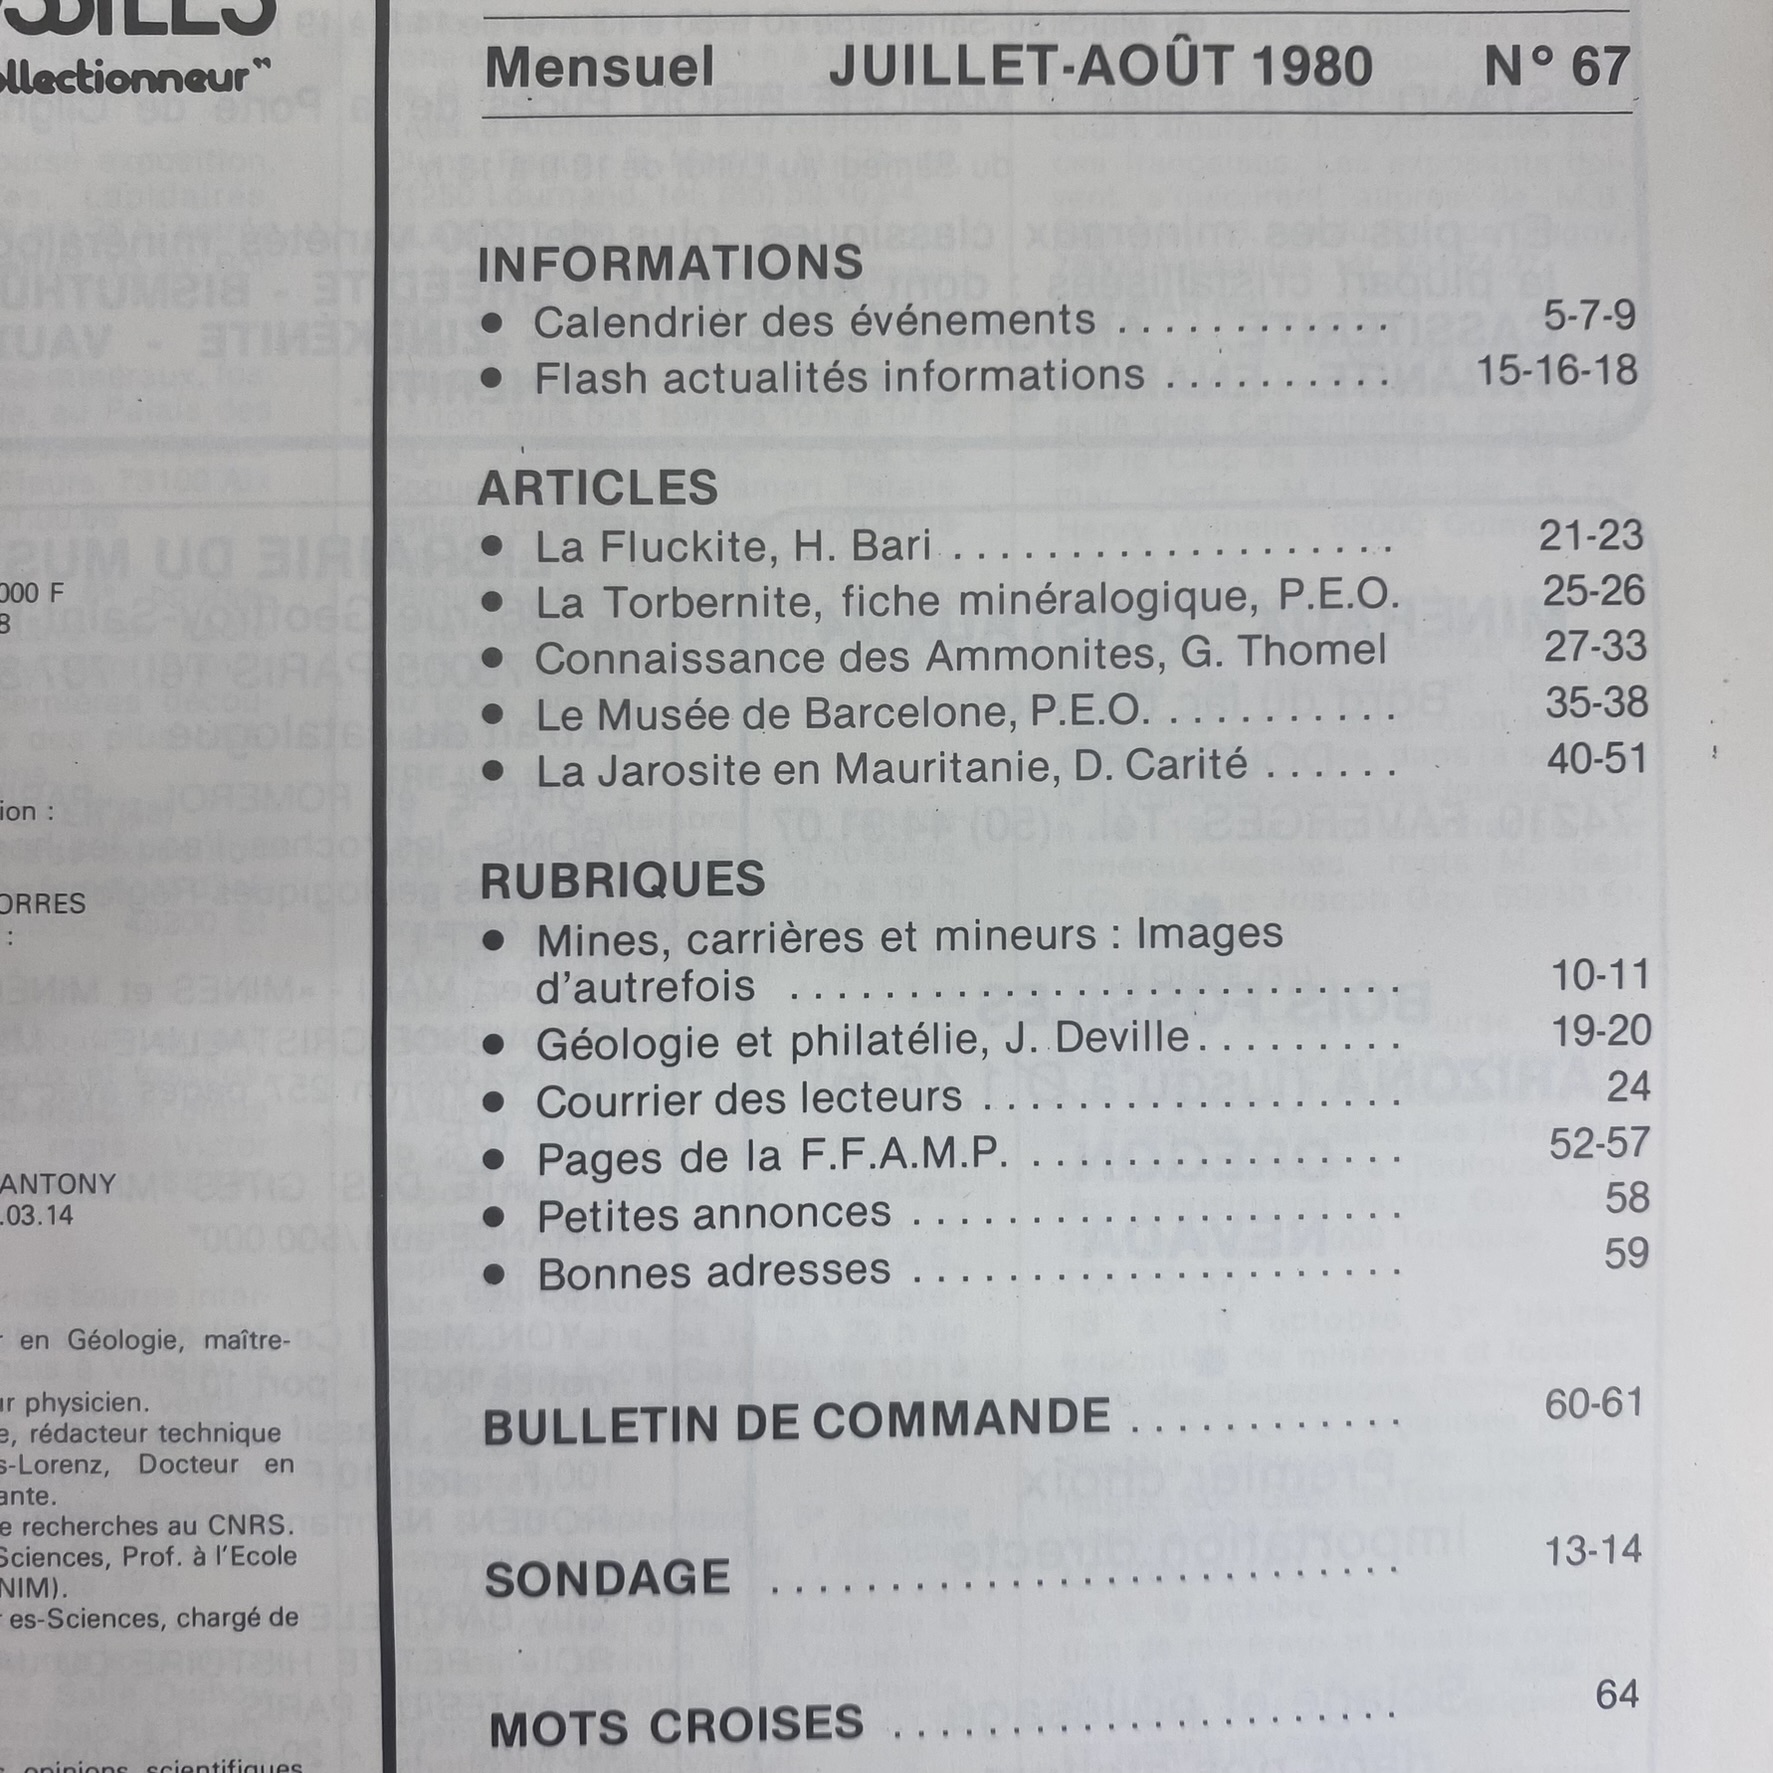 Mensuel JUILLET-AOÛT 1980 N° 67
INFORMATIONS
● Calendrier des événements . . . . . . . . . . . . 5-7-9
● Flash actualités informations . . . . . . . . . . 15-16-18
ARTICLES
● La Fluckite, H. Bari . . . . . . . . . . . . . . . . . . . 21-23
● La Torbernite, fiche minéralogique, P.E.O. 25-26
● Connaissance des Ammonites, G. Thomel 27-33
● Le Musée de Barcelone, P.E.O. . . . . . . . . . . . 35-38
● La Jarosite en Mauritanie, D. Carité . . . . . . 40-51
RUBRIQUES
● Mines, carrières et mineurs : Images
d'autrefois . . . . . . . . . . . . . . . . . . . . . . . . . . 10-11
● Géologie et philatélie, J. Deville . . . . . . . . . 19-20
● Courrier des lecteurs . . . . . . . . . . . . . . . . . . 24
● Pages de la F.F.A.M.P. . . . . . . . . . . . . . . . . 52-57
● Petites annonces . . . . . . . . . . . . . . . . . . . . . 58
● Bonnes adresses . . . . . . . . . . . . . . . . . . . . . 59
BULLETIN DE COMMANDE . . . . . . . . . . . . 60-61
SONDAGE . . . . . . . . . . . . . . . . . . . . . . . . . . . 13-14
MOTS CROISES . . . . . . . . . . . . . . . . . . . . . . 64
000 F
8
ion :
ORRES
:
ANTONY
.03.14
en Géologie, maître-
physicien.
rédacteur technique
s-Lorenz, Docteur en
ante.
e recherches au CNRS.
Sciences, Prof. à l'Ecole
NIM).
es-Sciences, chargé de
opinions scientifiques